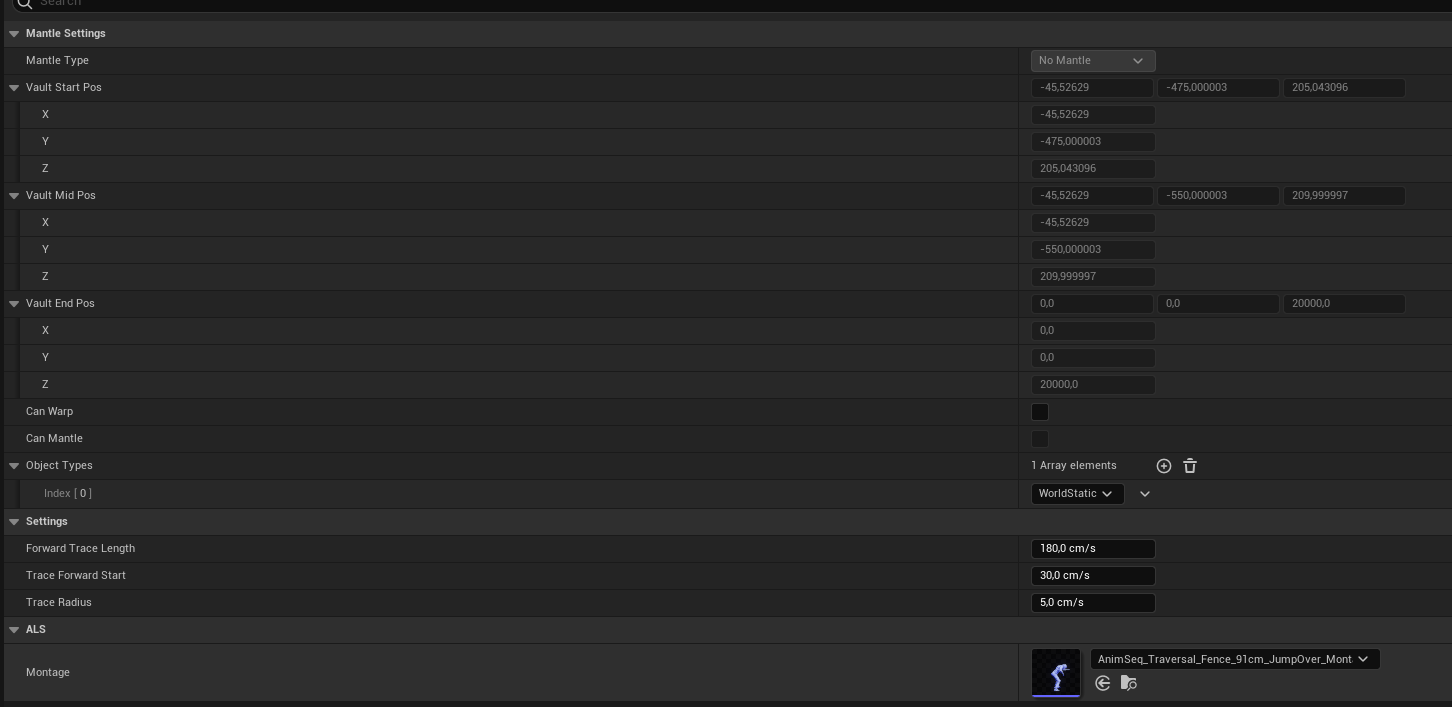 Search
Mantle Settings
Mantle Type No Mantle
Vault Start Pos -45,52629 -475,000003 205,043096
X -45,52629
Y -475,000003
Z 205,043096
Vault Mid Pos -45,52629 -550,000003 209,999997
X -45,52629
Y -550,000003
Z 209,999997
Vault End Pos 0,0 0,0 20000,0
X 0,0
Y 0,0
Z 20000,0
Can Warp
Can Mantle
Object Types 1 Array elements
Index [ 0 ] WorldStatic
Settings
Forward Trace Length 180,0 cm/s
Trace Forward Start 30,0 cm/s
Trace Radius 5,0 cm/s
ALS
Montage AnimSeq_Traversal_Fence_91cm_JumpOver_Mont